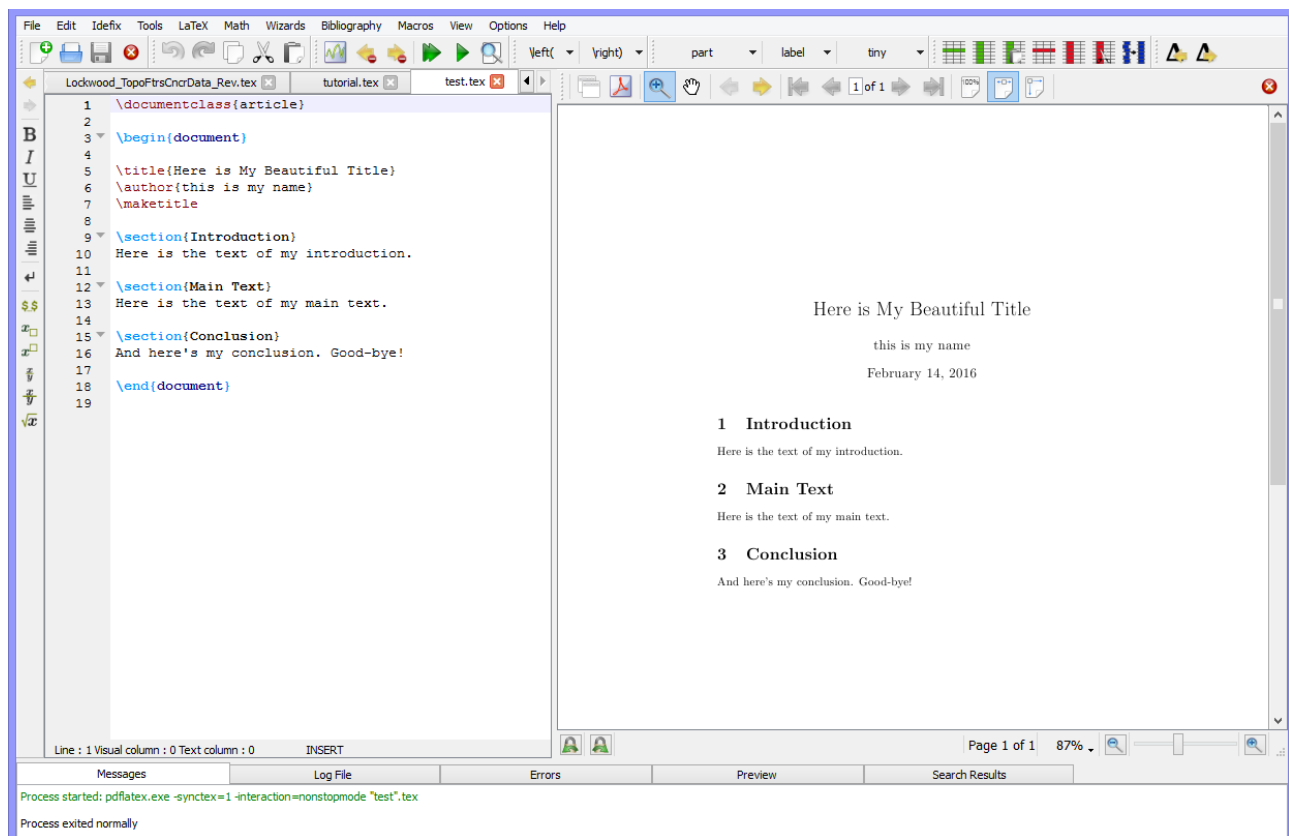 File Edit Idefix Tools LaTeX Math Wizards Bibliography Macros View Options Help
\left( \right) part label tiny
Lockwood_TopoFtrsCncrData_Rev.tex tutorial.tex test.tex
1 of 1 100%
1 \documentclass{article}
2
3 \begin{document}
4
5 \title{Here is My Beautiful Title}
6 \author{this is my name}
7 \maketitle
8
9 \section{Introduction}
10 Here is the text of my introduction.
11
12 \section{Main Text}
13 Here is the text of my main text.
14
15 \section{Conclusion}
16 And here's my conclusion. Good-bye!
17
18 \end{document}
19
B
I
U
$$
x
x
x/y
x/y
√x
Here is My Beautiful Title
this is my name
February 14, 2016
1 Introduction
Here is the text of my introduction.
2 Main Text
Here is the text of my main text.
3 Conclusion
And here's my conclusion. Good-bye!
Line : 1 Visual column : 0 Text column : 0 INSERT
Page 1 of 1 87%
Messages Log File Errors Preview Search Results
Process started: pdflatex.exe -synctex=1 -interaction=nonstopmode "test".tex
Process exited normally